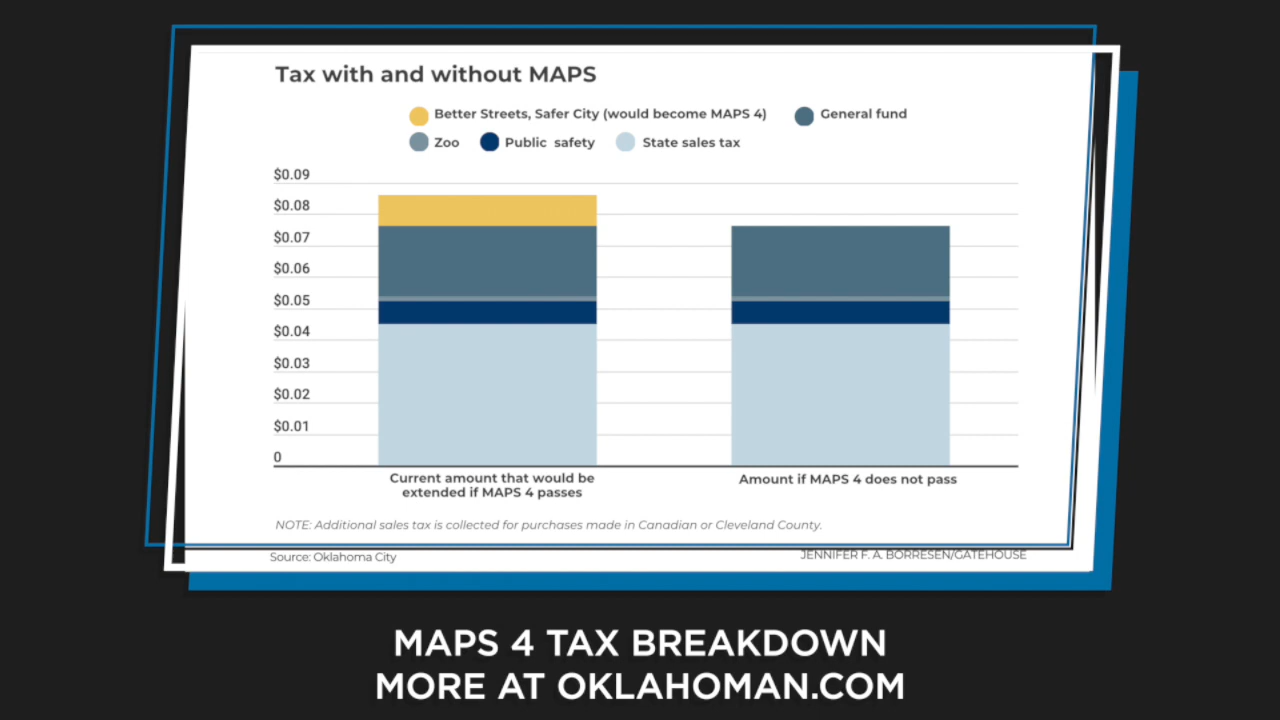 Tax with and without MAPS
Better Streets, Safer City (would become MAPS 4) General fund
Zoo Public safety State sales tax
$0.09
$0.08
$0.07
$0.06
$0.05
$0.04
$0.03
$0.02
$0.01
0
Current amount that would be
extended if MAPS 4 passes
Amount if MAPS 4 does not pass
NOTE: Additional sales tax is collected for purchases made in Canadian or Cleveland County.
Source: Oklahoma City
JENNIFER F. A. BORRESEN/GATEHOUSE
MAPS 4 TAX BREAKDOWN
MORE AT OKLAHOMAN.COM